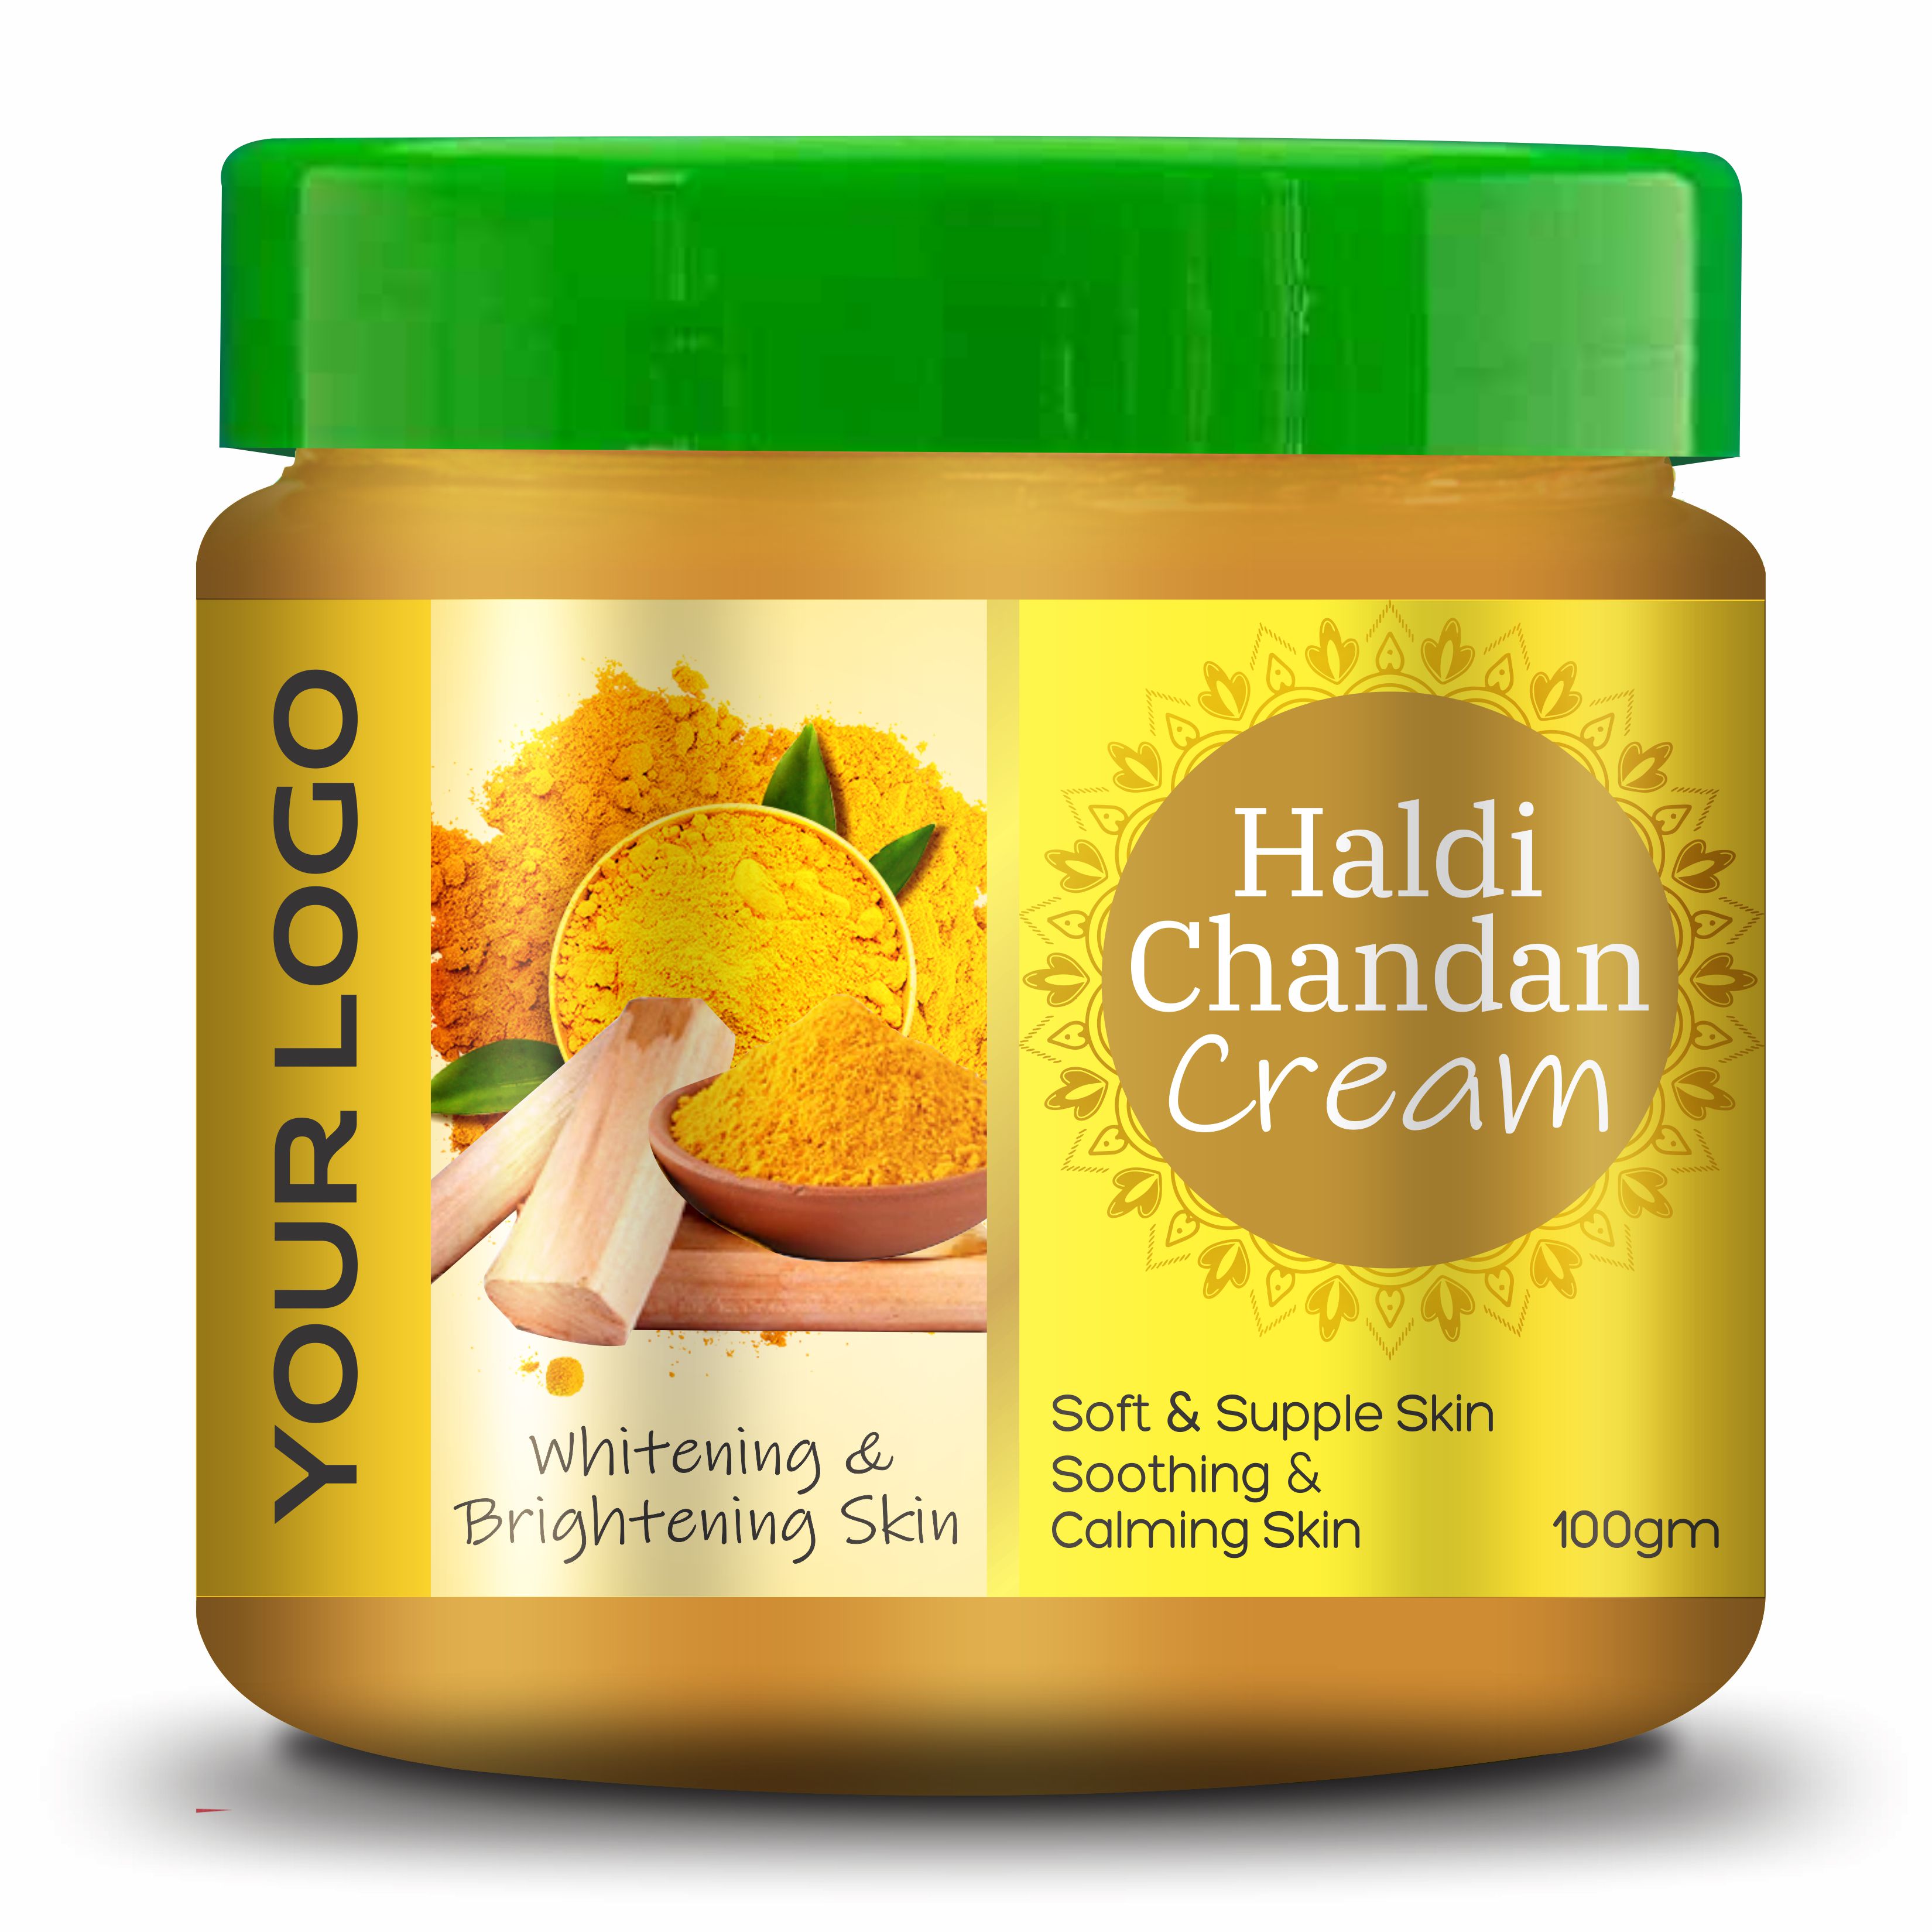 YOUR LOGO
Whitening &
Brightening Skin
Haldi
Chandan
Cream
Soft & Supple Skin
Soothing &
Calming Skin
100gm